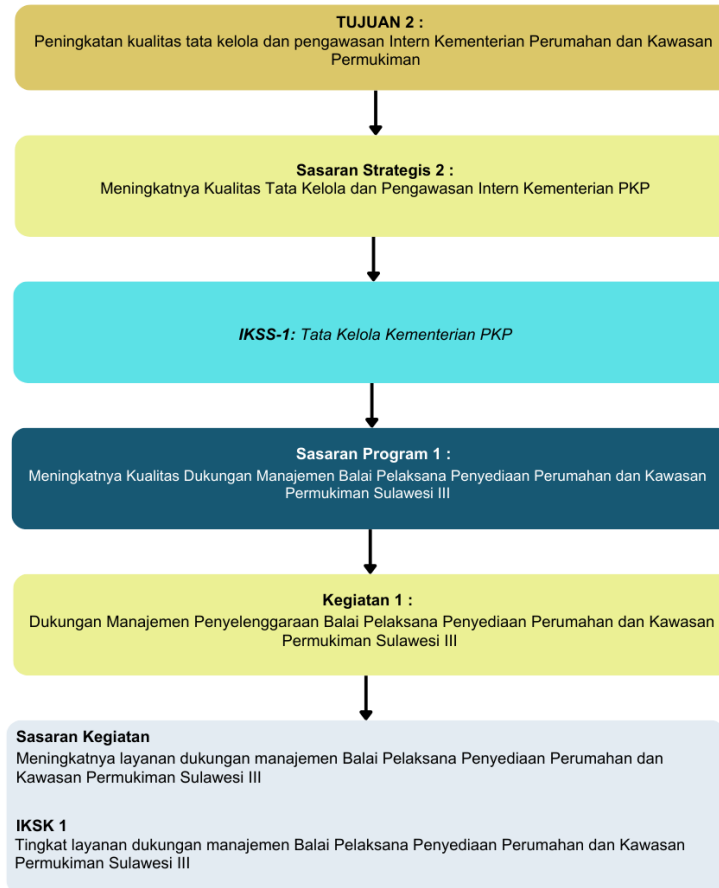 TUJUAN 2 :
Peningkatan kualitas tata kelola dan pengawasan Intern Kementerian Perumahan dan Kawasan
Permukiman
Sasaran Strategis 2 :
Meningkatnya Kualitas Tata Kelola dan Pengawasan Intern Kementerian PKP
IKSS-1: Tata Kelola Kementerian PKP
Sasaran Program 1 :
Meningkatnya Kualitas Dukungan Manajemen Balai Pelaksana Penyediaan Perumahan dan Kawasan
Permukiman Sulawesi III
Kegiatan 1 :
Dukungan Manajemen Penyelenggaraan Balai Pelaksana Penyediaan Perumahan dan Kawasan
Permukiman Sulawesi III
Sasaran Kegiatan
Meningkatnya layanan dukungan manajemen Balai Pelaksana Penyediaan Perumahan dan
Kawasan Permukiman Sulawesi III
IKSK 1
Tingkat layanan dukungan manajemen Balai Pelaksana Penyediaan Perumahan dan Kawasan
Permukiman Sulawesi III